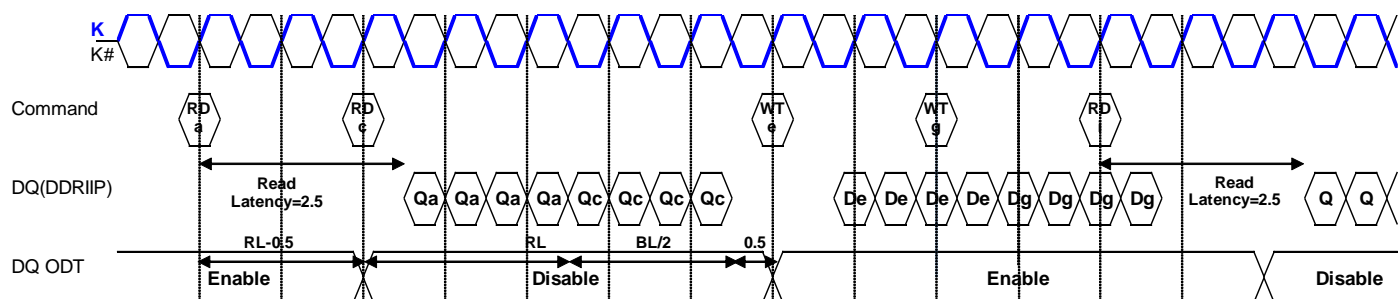 K
K#
Command
RD a
RD c
WT e
WT g
RD i
DQ(DDRIIP)
Read
Latency=2.5
Qa Qa Qa Qa Qc Qc Qc Qc
De De De De Dg Dg Dg Dg
Read
Latency=2.5
Q Q
DQ ODT
RL-0.5
RL
BL/2
0.5
Enable
Disable
Enable
Disable